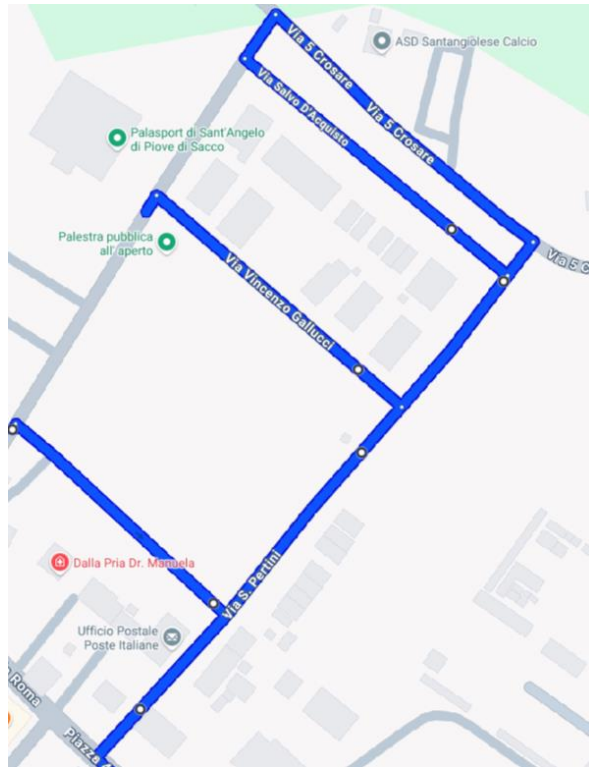 Via 5 Crosare
ASD Santangiolese Calcio
Via Salvo D'Acquisto
Via 5 Crosare
Palasport di Sant'Angelo
di Piove di Sacco
Palestra pubblica
all'aperto
Via 5 C
Via Vincenzo Gallucci
Dalla Pria Dr. Manuela
Via S. Pertini
Ufficio Postale
Poste Italiane
Roma
Piazza